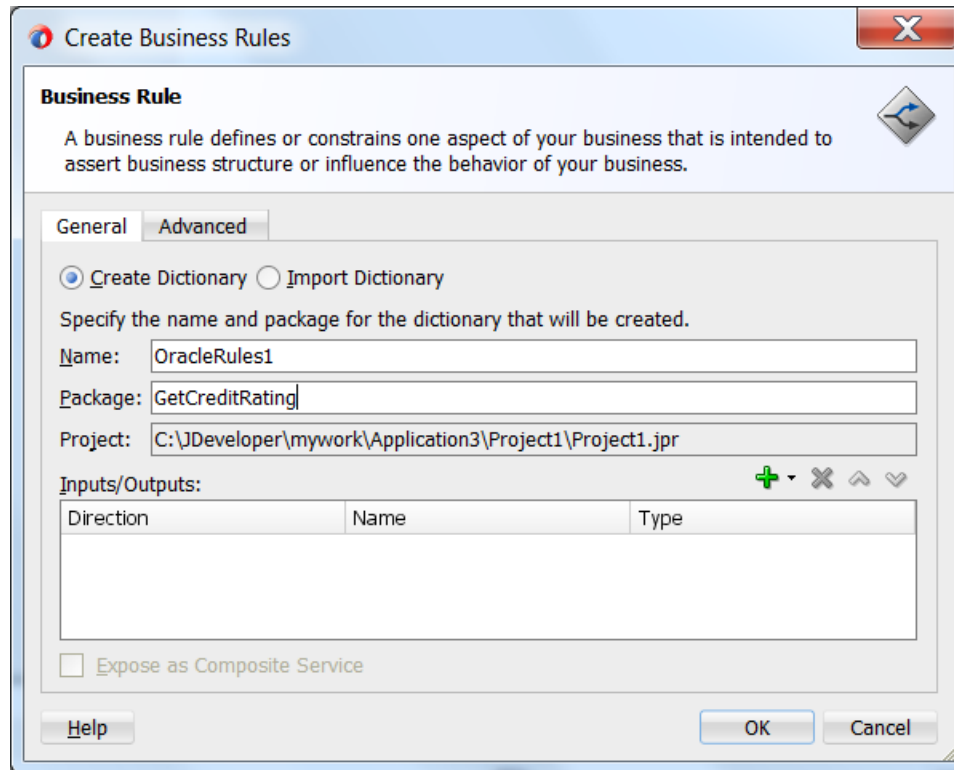 Create Business Rules
Business Rule
A business rule defines or constrains one aspect of your business that is intended to
assert business structure or influence the behavior of your business.
General Advanced
Create Dictionary Import Dictionary
Specify the name and package for the dictionary that will be created.
Name: OracleRules1
Package: GetCreditRating
Project: C:\JDeveloper\mywork\Application3\Project1\Project1.jpr
Inputs/Outputs:
Direction Name Type
Expose as Composite Service
Help OK Cancel